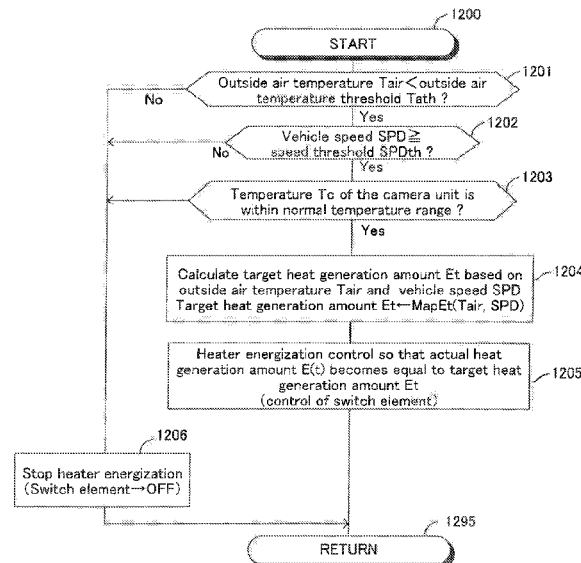 1200
START
1201
Outside air temperature Tair<outside air
temperature threshold Tath ?
No
Yes
1202
Vehicle speed SPD≧
speed threshold SPDth ?
No
Yes
1203
Temperature Tc of the camera unit is
within normal temperature range ?
Yes
1204
Calculate target heat generation amount Et based on
outside air temperature Tair and vehicle speed SPD
Target heat generation amount Et←MapEt(Tair, SPD)
Heater energization control so that actual heat
generation amount E(t) becomes equal to target heat
generation amount Et
(control of switch element)
1205
1206
Stop heater energization
(Switch element→OFF)
1295
RETURN